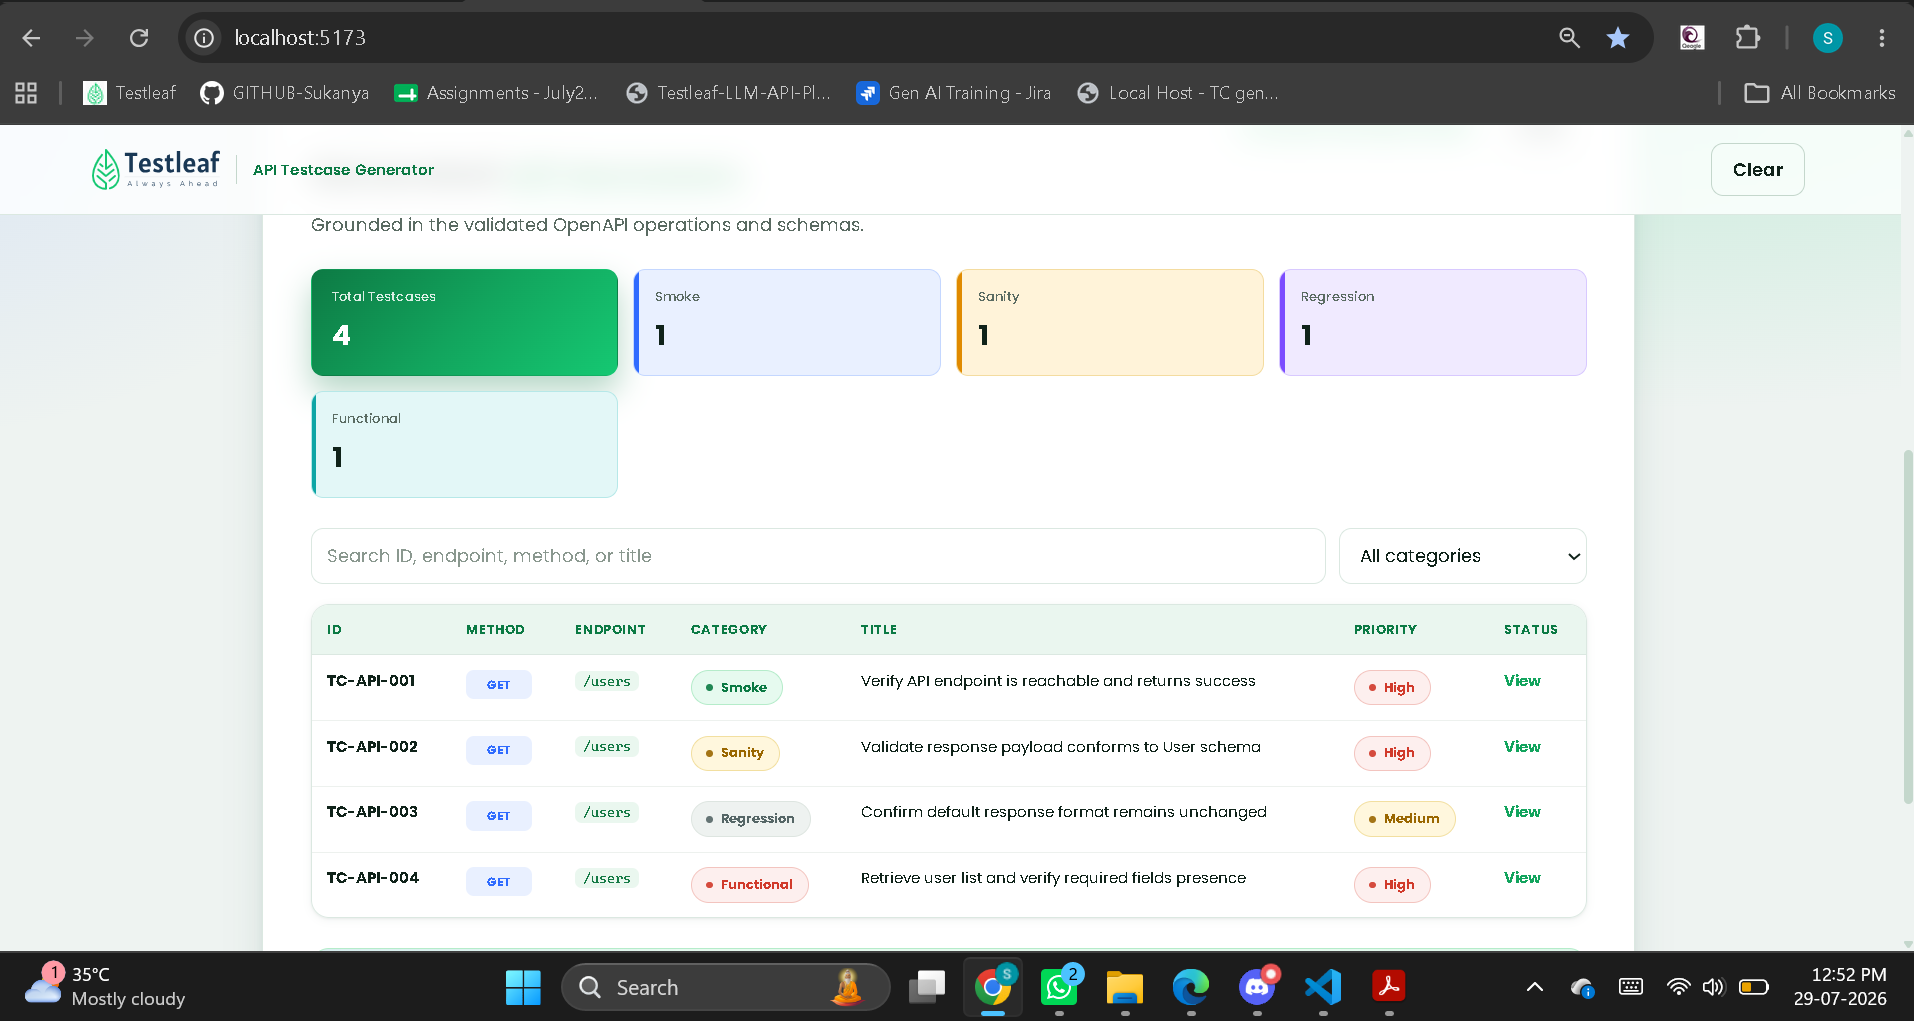 localhost:5173
S
Testleaf
GITHUB-Sukanya
Assignments - July2...
Testleaf-LLM-API-Pl...
Gen AI Training - Jira
Local Host - TC gen...
All Bookmarks
Testleaf
Always Ahead
API Testcase Generator
Clear
Grounded in the validated OpenAPI operations and schemas.
Total Testcases
4
Smoke
1
Sanity
1
Regression
1
Functional
1
Search ID, endpoint, method, or title
All categories
ID METHOD ENDPOINT CATEGORY TITLE PRIORITY STATUS
TC-API-001 GET /users Smoke Verify API endpoint is reachable and returns success High View
TC-API-002 GET /users Sanity Validate response payload conforms to User schema High View
TC-API-003 GET /users Regression Confirm default response format remains unchanged Medium View
TC-API-004 GET /users Functional Retrieve user list and verify required fields presence High View
1
35°C
Mostly cloudy
Search
S
2
12:52 PM
29-07-2026